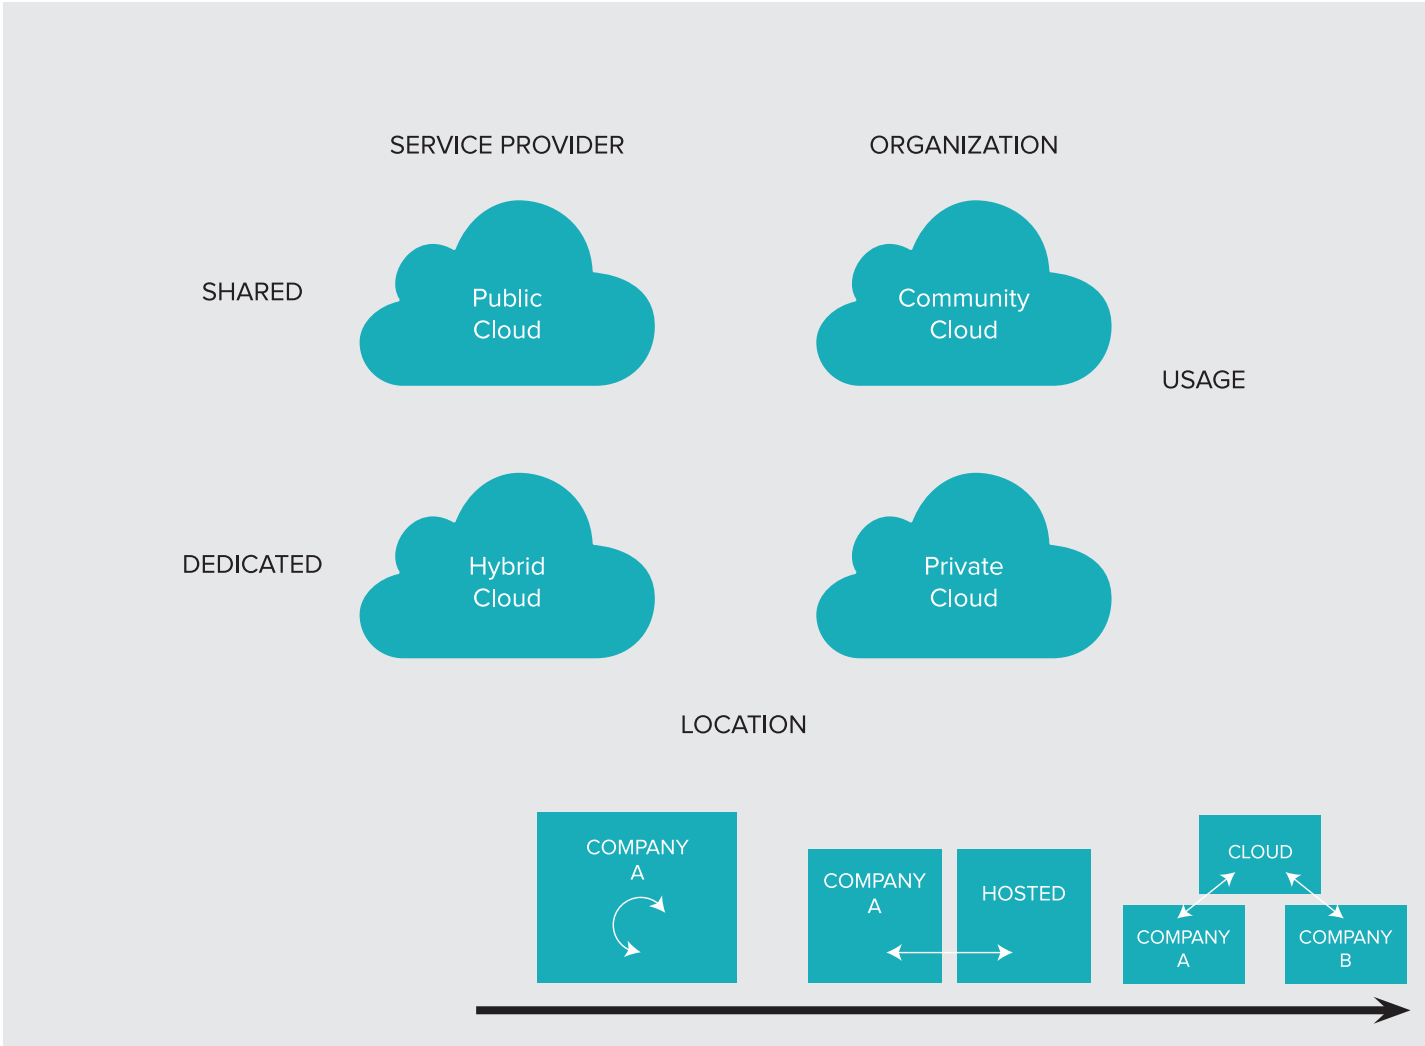 SERVICE PROVIDER
ORGANIZATION
SHARED
Public
Cloud
Community
Cloud
USAGE
DEDICATED
Hybrid
Cloud
Private
Cloud
LOCATION
COMPANY
A
COMPANY
A
HOSTED
CLOUD
COMPANY
A
COMPANY
B